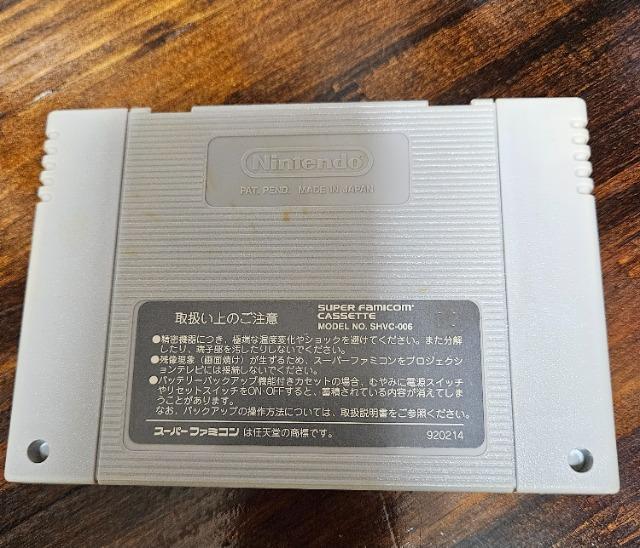 Nintendo
PAT. PEND. MADE IN JAPAN
取扱い上のご注意
SUPER FAMICOM
CASSETTE
MODEL NO. SHVC-006
●精密機器につき、極端な温度変化やショックを避けてください。また分解
したり、端子部を汚したりしないでください。
●残像現象（画面焼け）が生ずるため、スーパーファミコンをプロジェクシ
ョンテレビには接続しないでください。
●バッテリーバックアップ機能付きカセットの場合、むやみに電源スイッチ
やリセットスイッチをON・OFFすると、蓄積されている内容が消えてしま
うことがあります。
なお、バックアップの操作方法については、取扱説明書をご参照ください。
スーパーファミコン は任天堂の商標です。
920214